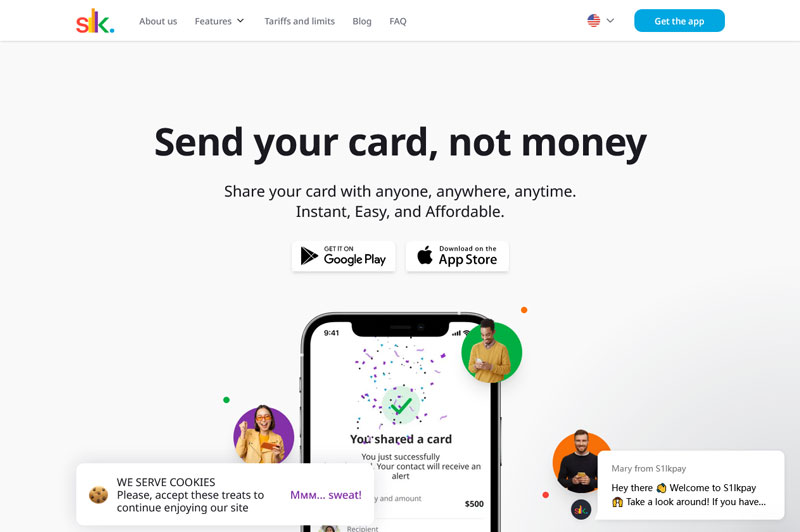 slk.
About us
Features
Tariffs and limits
Blog
FAQ
Get the app
Send your card, not money
Share your card with anyone, anywhere, anytime.
Instant, Easy, and Affordable.
GET IT ON
Google Play
Download on the
App Store
9:41
You shared a card
You just successfully
. Your contact will receive an
alert
y and amount
$500
Recipient
WE SERVE COOKIES
Please, accept these treats to
continue enjoying our site
Mмм... sweat!
Mary from S1lkpay
Hey there 👏 Welcome to S1lkpay
🙌 Take a look around! If you have...
slk.